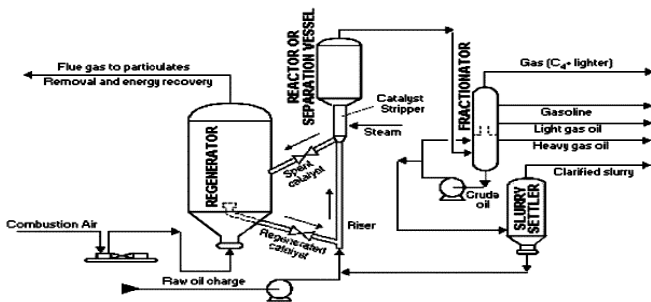 Flue gas to particulates
Removal and energy recovery
REACTOR OR
SEPARATION VESSEL
Catalyst
Stripper
Steam
FRACTIONATOR
Gas (C4+ lighter)
Gasoline
Light gas oil
Heavy gas oil
Clarified slurry
REGENERATOR
Spent
catalyst
Crude
oil
SLURRY
SETTLER
Combustion Air
Regenerated
catalyst
Riser
Raw oil charge